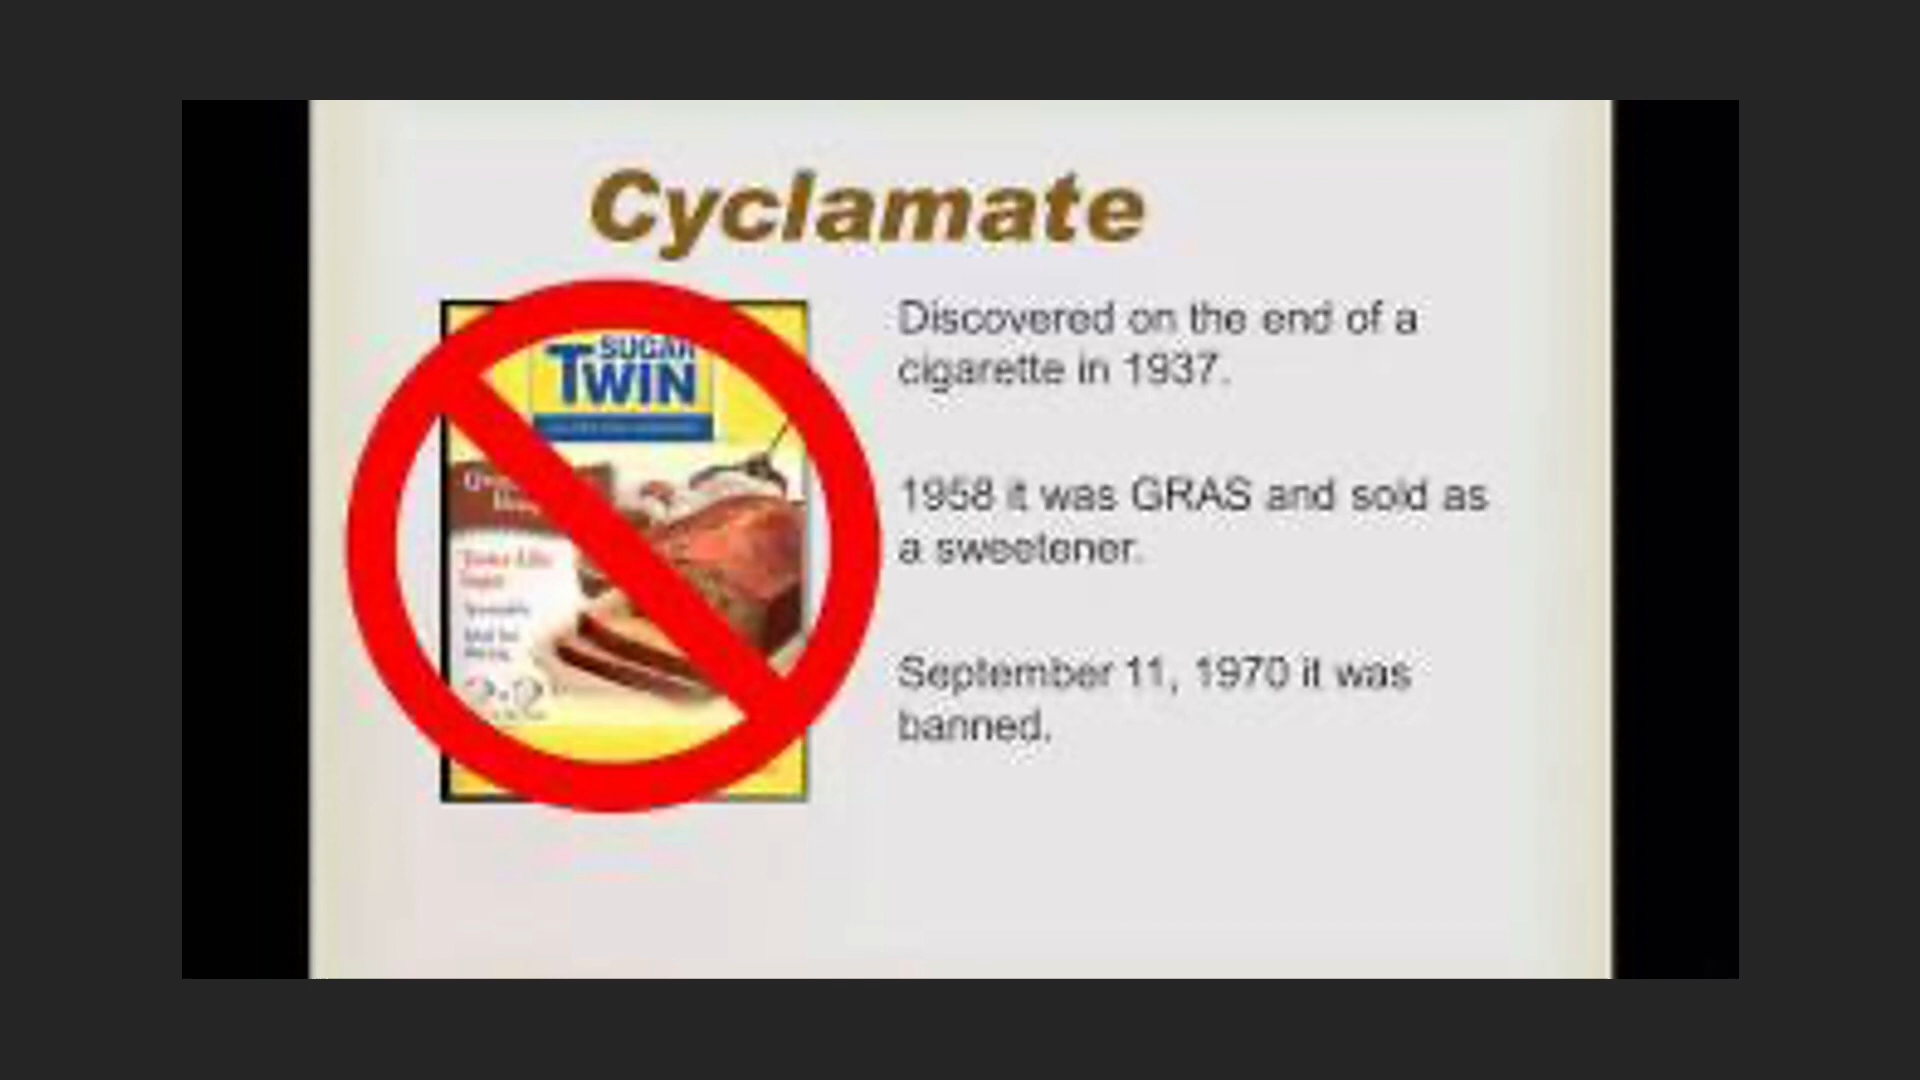 Cyclamate
SUGAR
TWIN
Discovered on the end of a
cigarette in 1937.
1958 it was GRAS and sold as
a sweetener.
September 11, 1970 it was
banned.